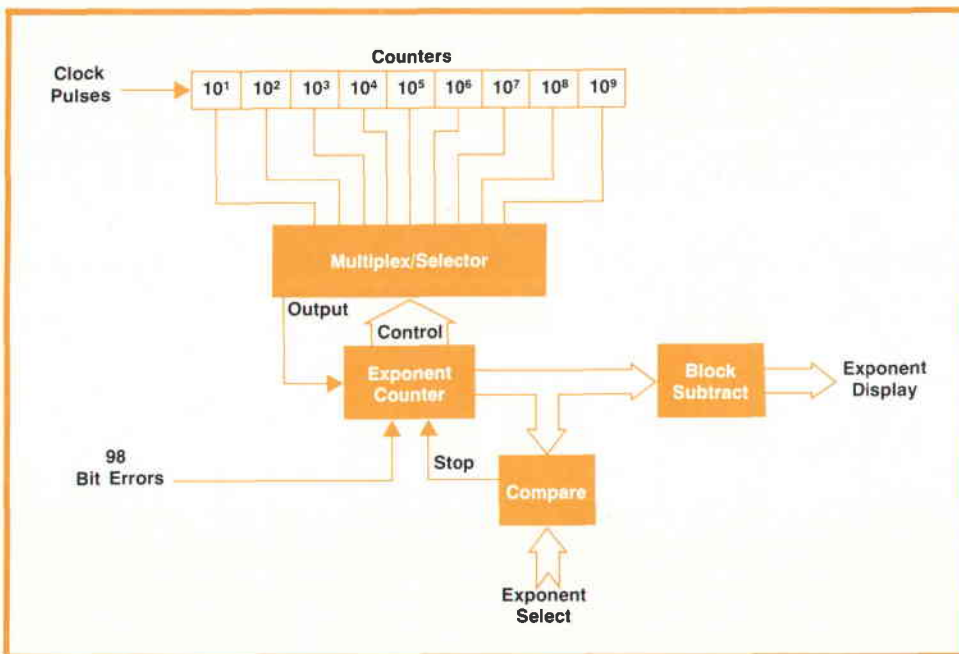 Counters
Clock
Pulses
10¹ 10² 10³ 10⁴ 10⁵ 10⁶ 10⁷ 10⁸ 10⁹
Multiplex/Selector
Output
Control
Exponent
Counter
Block
Subtract
Exponent
Display
98
Bit Errors
Stop
Compare
Exponent
Select